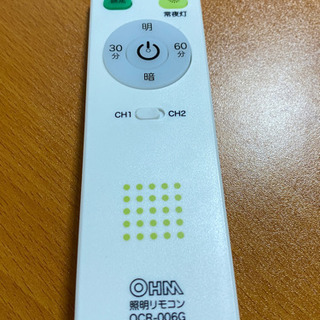 常夜灯
明
30分
60分
暗
CH1 CH2
OHM
照明リモコン
OCR-006G